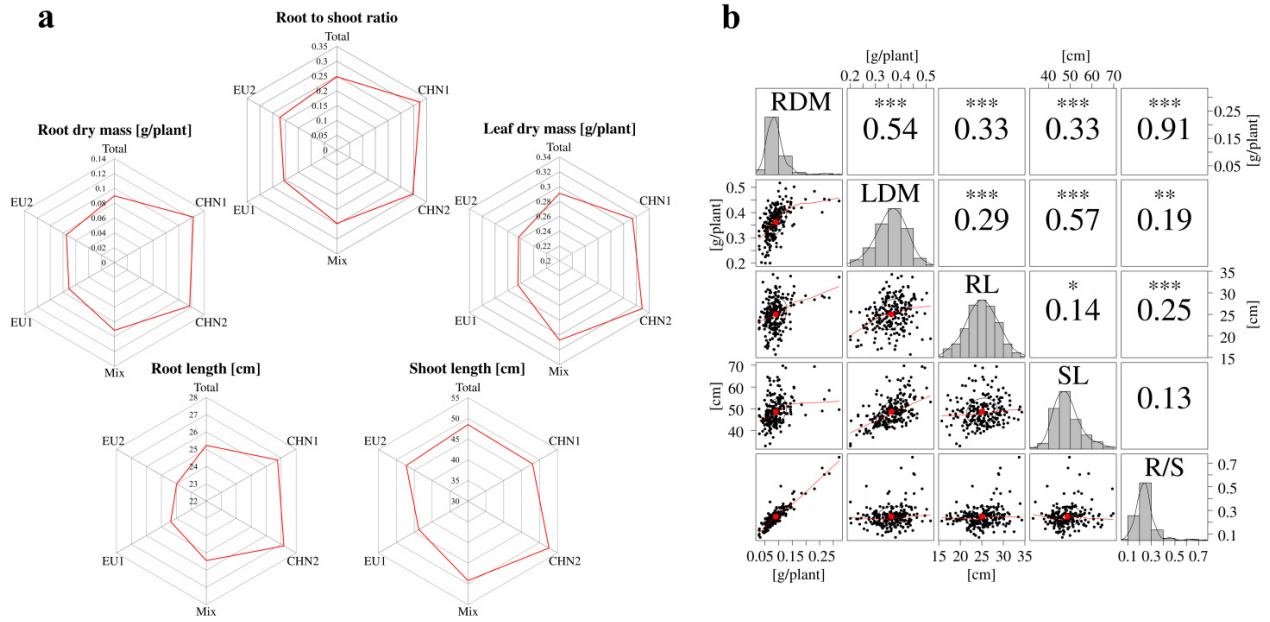 a
Root to shoot ratio
Total
0.35
0.3
0.25
0.2
0.15
0.1
0.05
0
CHN1
CHN2
Mix
EU1
EU2
Root dry mass [g/plant]
Total
0.14
0.12
0.1
0.08
0.06
0.04
0.02
0
CHN1
CHN2
Mix
EU1
EU2
Leaf dry mass [g/plant]
Total
0.34
0.32
0.3
0.28
0.26
0.24
0.22
0.2
CHN1
CHN2
Mix
EU1
EU2
Root length [cm]
Total
28
27
26
25
24
23
22
CHN1
CHN2
Mix
EU1
EU2
Shoot length [cm]
Total
55
50
45
40
35
30
CHN1
CHN2
Mix
EU1
EU2
b
[g/plant] [cm]
0.2 0.3 0.4 0.5 40 50 60 70
RDM *** *** *** ***
0.54 0.33 0.33 0.91
0.25
0.15
0.05
[g/plant]
[g/plant]
0.5
0.4
0.3
0.2
LDM *** *** **
0.29 0.57 0.19
RL * ***
0.14 0.25
35
30
25
20
15
[cm]
[cm]
70
60
50
40
SL
0.13
R/S
0.7
0.5
0.3
0.1
0.05 0.15 0.25 15 20 25 30 35 0.1 0.3 0.5 0.7
[g/plant] [cm]